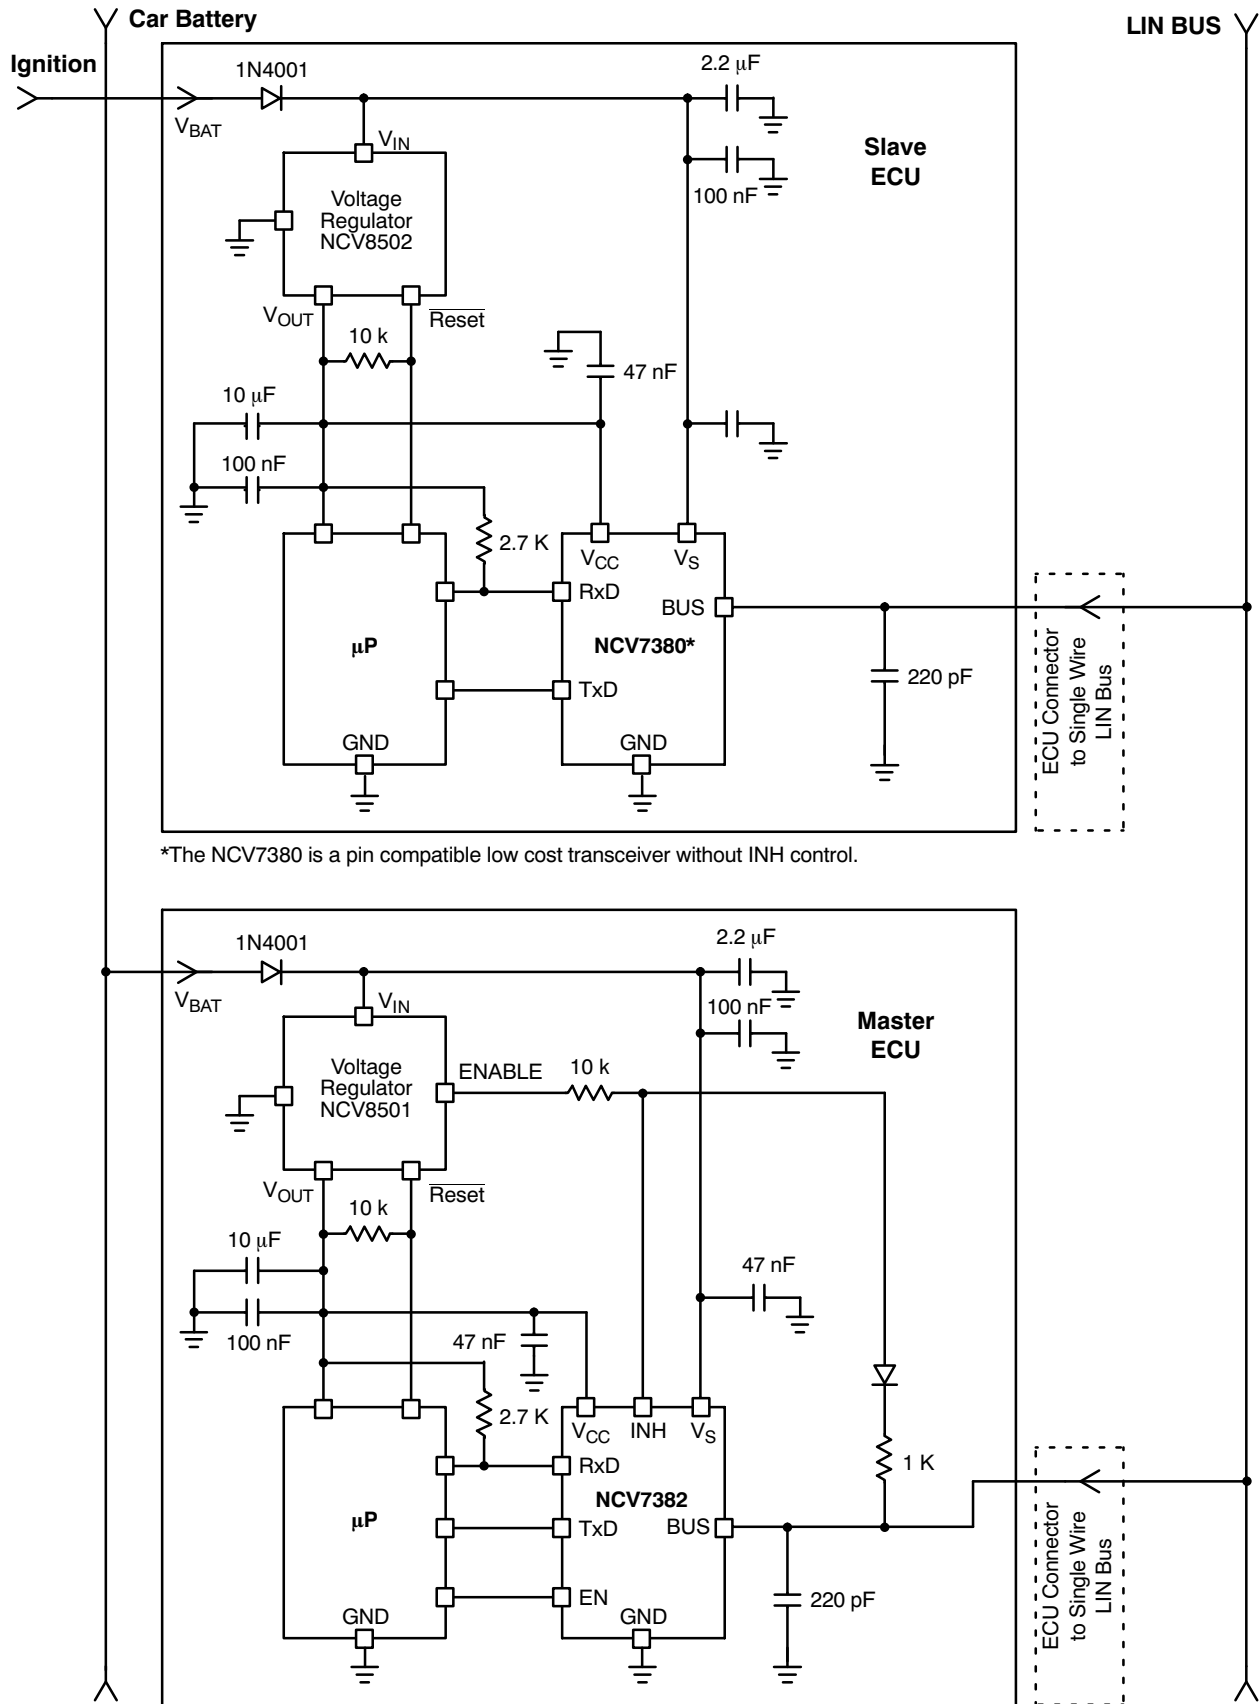 Car Battery
LIN BUS
Ignition
1N4001
2.2 μF
V_BAT
V_IN
Slave
ECU
100 nF
Voltage
Regulator
NCV8502
V_OUT
Reset
10 k
47 nF
10 μF
100 nF
2.7 K
V_CC
V_S
RxD
BUS
μP
NCV7380*
TxD
220 pF
GND
GND
ECU Connector
to Single Wire
LIN Bus
*The NCV7380 is a pin compatible low cost transceiver without INH control.
1N4001
2.2 μF
V_BAT
V_IN
100 nF
Master
ECU
Voltage
Regulator
NCV8501
ENABLE
10 k
V_OUT
Reset
10 k
10 μF
47 nF
100 nF
47 nF
2.7 K
V_CC
INH
V_S
RxD
1 K
NCV7382
μP
TxD
BUS
EN
220 pF
GND
GND
ECU Connector
to Single Wire
LIN Bus